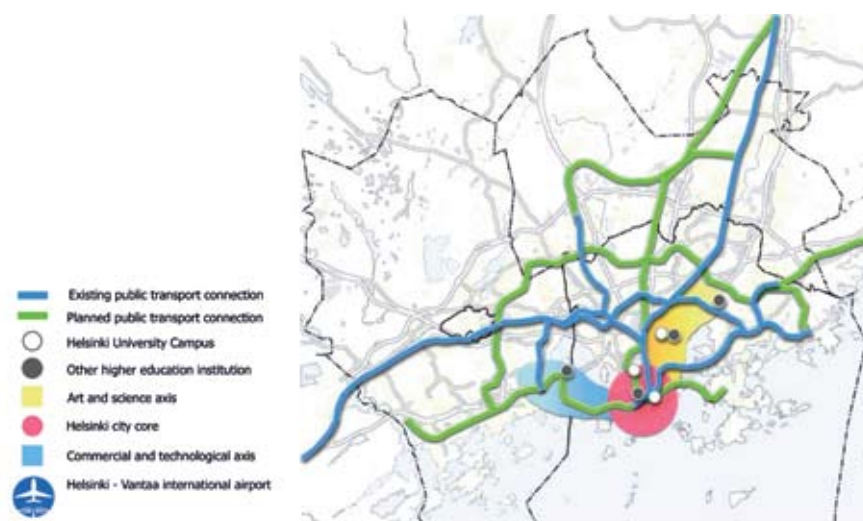 Existing public transport connection
Planned public transport connection
Helsinki University Campus
Other higher education institution
Art and science axis
Helsinki city core
Commercial and technological axis
Helsinki - Vantaa international airport